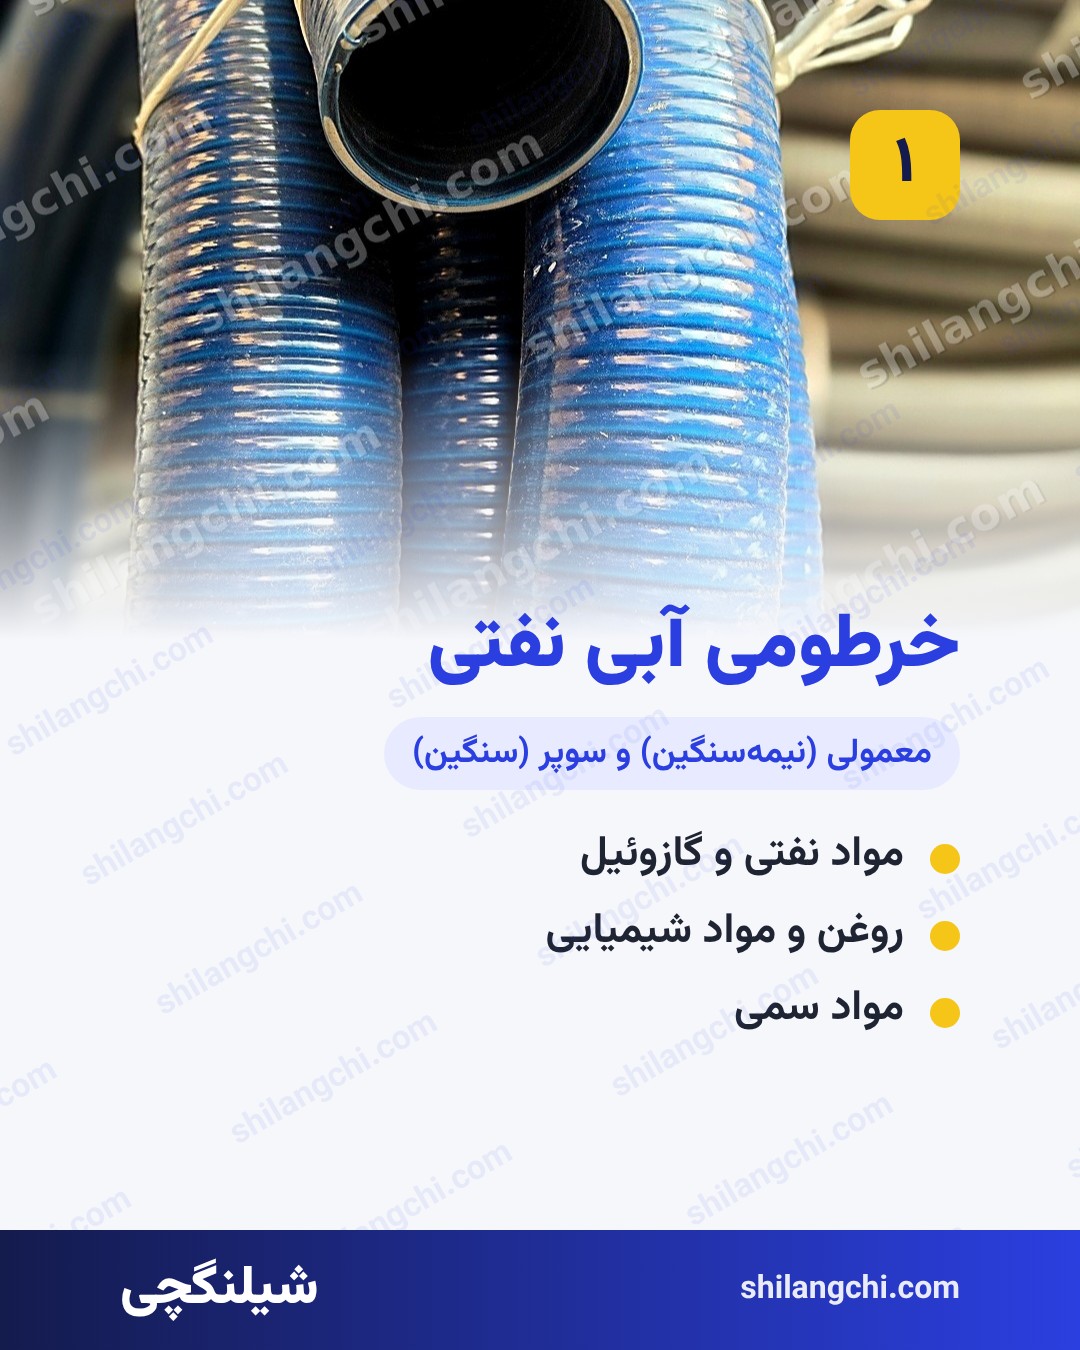 ۱
خرطومی آبی نفتی
معمولی (نیمه‌سنگین) و سوپر (سنگین)
مواد نفتی و گازوئیل
روغن و مواد شیمیایی
مواد سمی
شیلنگچی
shilangchi.com